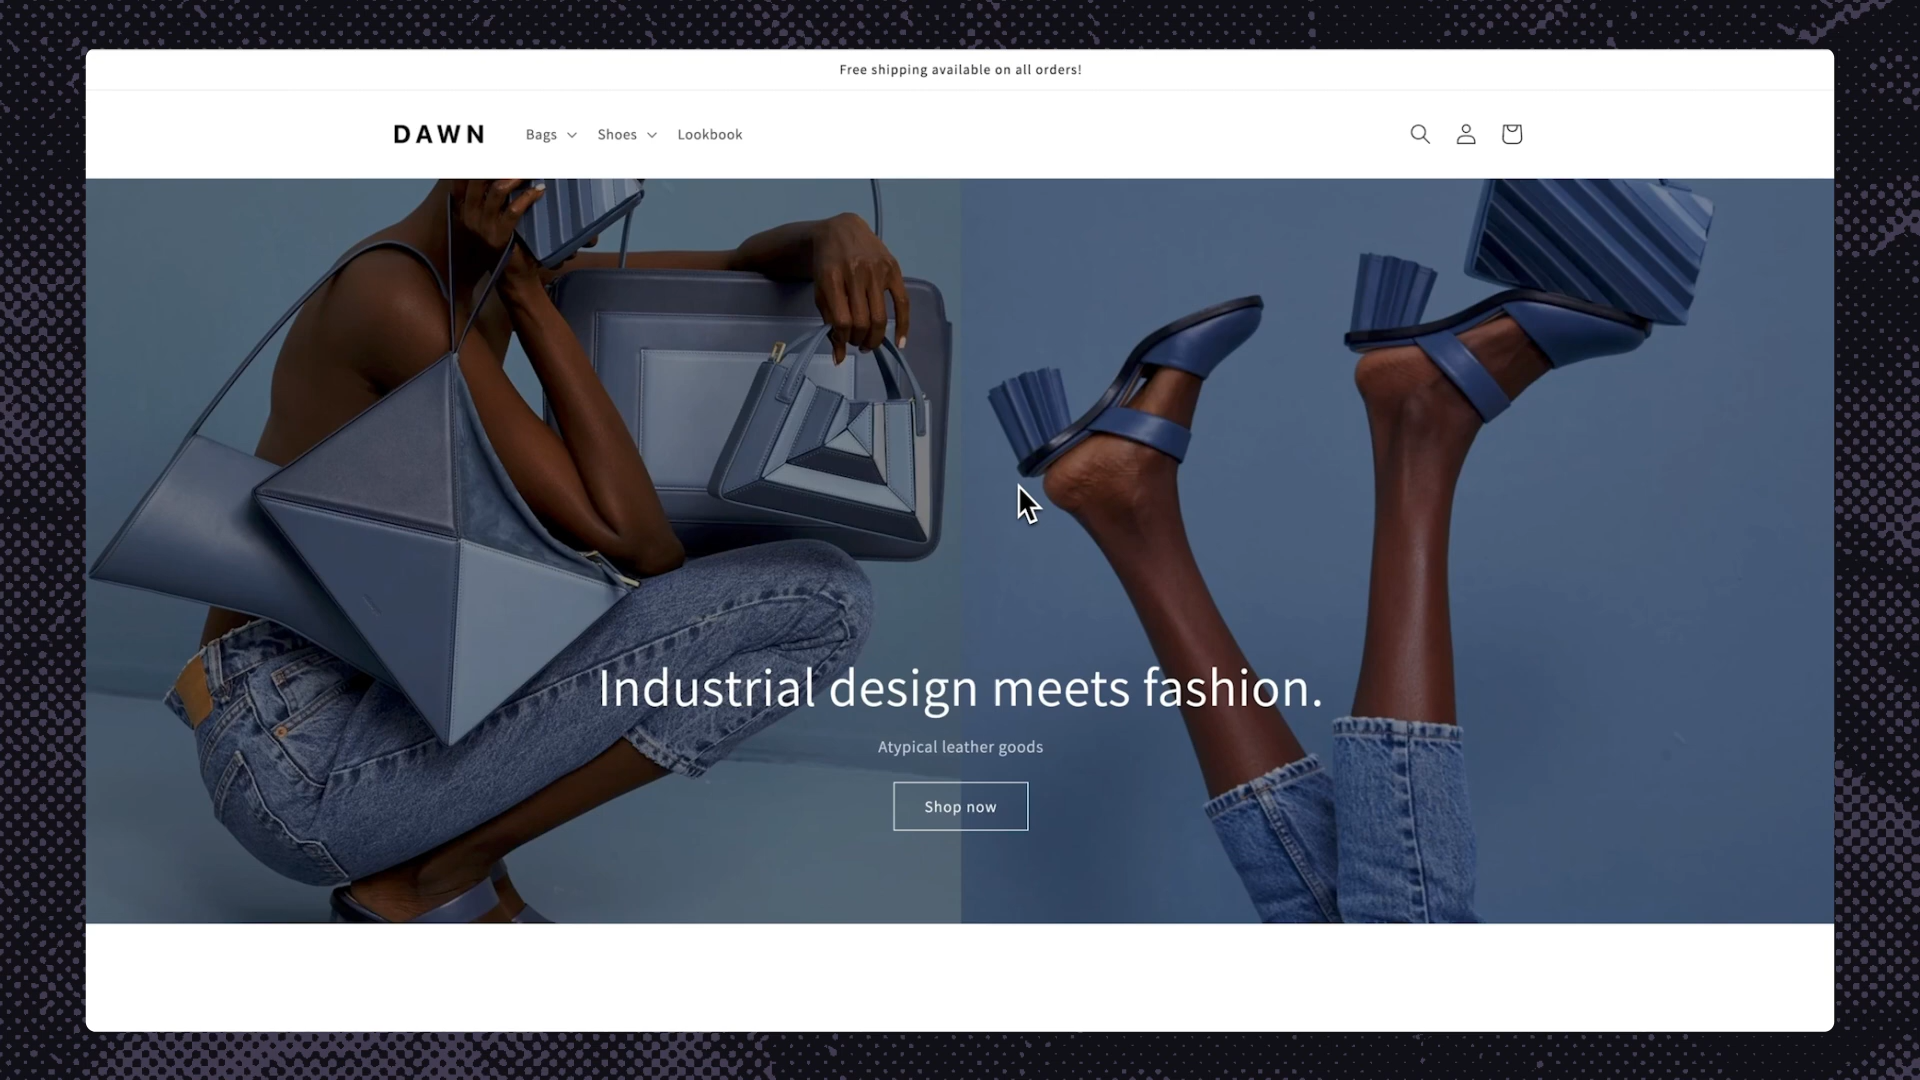 Free shipping available on all orders!
DAWN Bags Shoes Lookbook
Industrial design meets fashion.
Atypical leather goods
Shop now